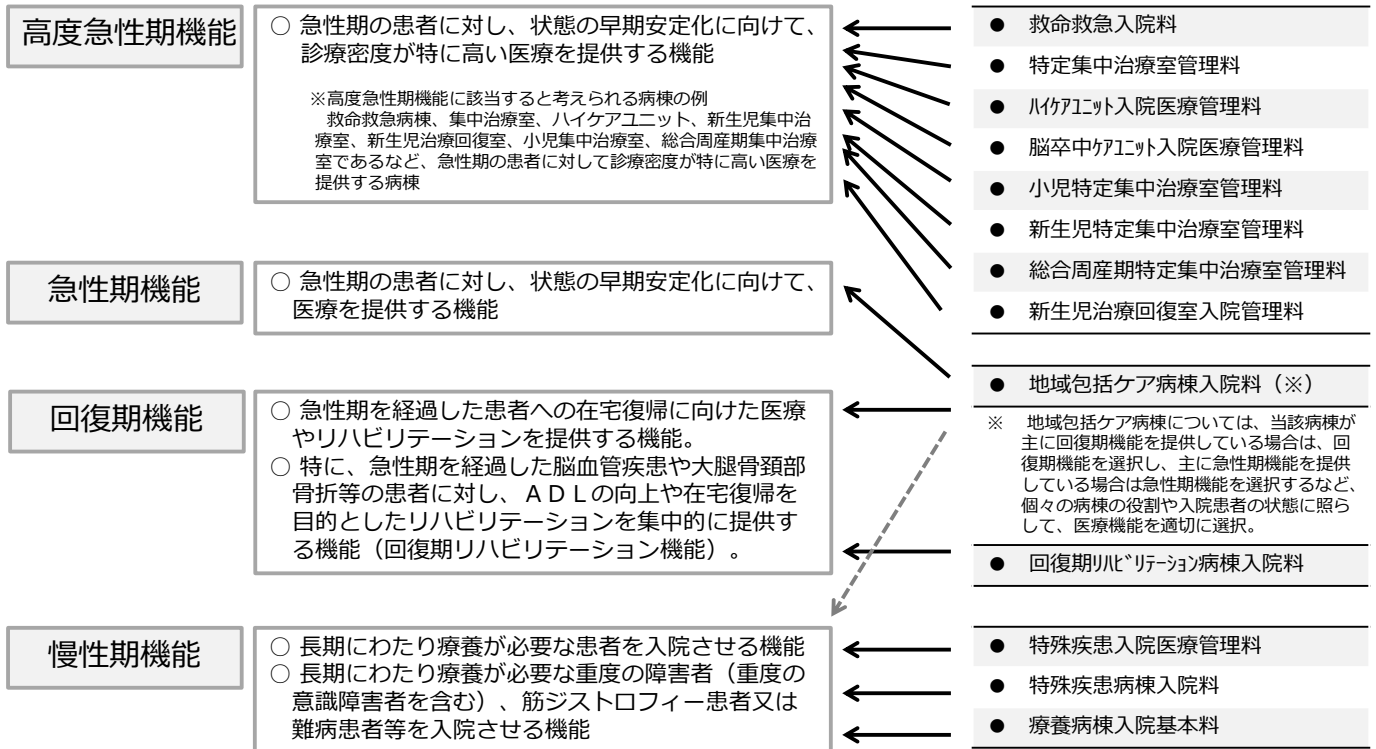 高度急性期機能
○ 急性期の患者に対し、状態の早期安定化に向けて、
診療密度が特に高い医療を提供する機能
※高度急性期機能に該当すると考えられる病棟の例
救命救急病棟、集中治療室、ハイケアユニット、新生児集中治
療室、新生児治療回復室、小児集中治療室、総合周産期集中治療
室であるなど、急性期の患者に対して診療密度が特に高い医療を
提供する病棟
● 救命救急入院料
● 特定集中治療室管理料
● ﾊｲｹｱﾕﾆｯﾄ入院医療管理料
● 脳卒中ｹｱﾕﾆｯﾄ入院医療管理料
● 小児特定集中治療室管理料
● 新生児特定集中治療室管理料
● 総合周産期特定集中治療室管理料
● 新生児治療回復室入院管理料
急性期機能
○ 急性期の患者に対し、状態の早期安定化に向けて、
医療を提供する機能
回復期機能
○ 急性期を経過した患者への在宅復帰に向けた医療
やリハビリテーションを提供する機能。
○ 特に、急性期を経過した脳血管疾患や大腿骨頚部
骨折等の患者に対し、ＡＤＬの向上や在宅復帰を
目的としたリハビリテーションを集中的に提供す
る機能（回復期リハビリテーション機能）。
● 地域包括ケア病棟入院料（※）
※ 地域包括ケア病棟については、当該病棟が
主に回復期機能を提供している場合は、回
復期機能を選択し、主に急性期機能を提供
している場合は急性期機能を選択するなど、
個々の病棟の役割や入院患者の状態に照ら
して、医療機能を適切に選択。
● 回復期ﾘﾊﾋﾞﾘﾃｰｼｮﾝ病棟入院料
慢性期機能
○ 長期にわたり療養が必要な患者を入院させる機能
○ 長期にわたり療養が必要な重度の障害者（重度の
意識障害者を含む）、筋ジストロフィー患者又は
難病患者等を入院させる機能
● 特殊疾患入院医療管理料
● 特殊疾患病棟入院料
● 療養病棟入院基本料